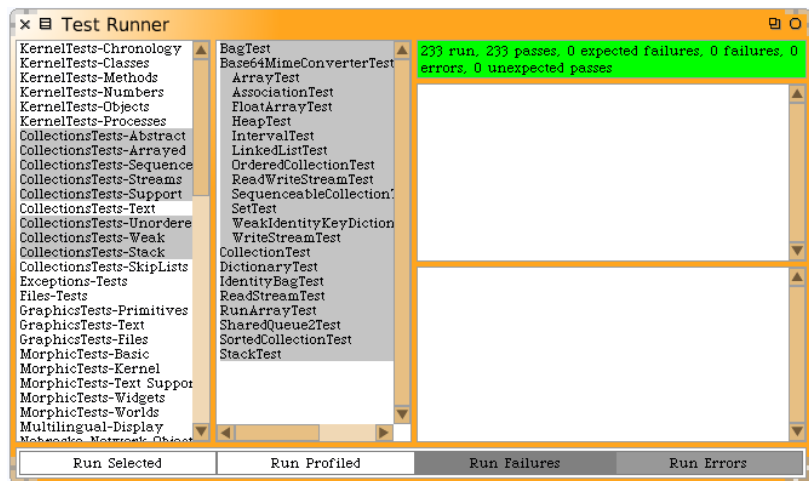 Test Runner
KernelTests-Chronology
KernelTests-Classes
KernelTests-Methods
KernelTests-Numbers
KernelTests-Objects
KernelTests-Processes
CollectionsTests-Abstract
CollectionsTests-Arrayed
CollectionsTests-Sequence
CollectionsTests-Streams
CollectionsTests-Support
CollectionsTests-Text
CollectionsTests-Unordere
CollectionsTests-Weak
CollectionsTests-Stack
CollectionsTests-SkipLists
Exceptions-Tests
Files-Tests
GraphicsTests-Primitives
GraphicsTests-Text
GraphicsTests-Files
MorphicTests-Basic
MorphicTests-Kernel
MorphicTests-Text Suppor
MorphicTests-Widgets
MorphicTests-Worlds
Multilingual-Display
BagTest
Base64MimeConverterTest
ArrayTest
AssociationTest
FloatArrayTest
HeapTest
IntervalTest
LinkedListTest
OrderedCollectionTest
ReadWriteStreamTest
SequenceableCollection
SetTest
WeakIdentityKeyDiction
WriteStreamTest
CollectionTest
DictionaryTest
IdentityBagTest
ReadStreamTest
RunArrayTest
SharedQueue2Test
SortedCollectionTest
StackTest
233 run, 233 passes, 0 expected failures, 0 failures, 0
errors, 0 unexpected passes
Run Selected
Run Profiled
Run Failures
Run Errors